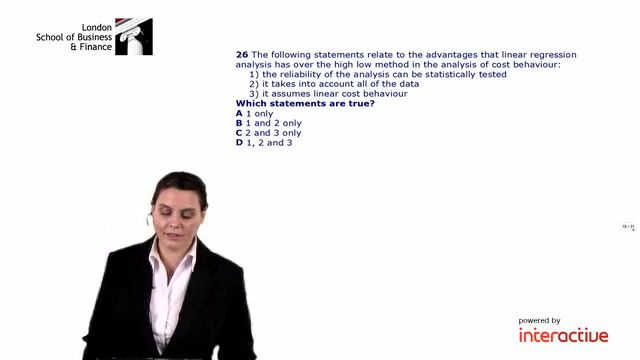 London
School of Business
& Finance
26 The following statements relate to the advantages that linear regression
analysis has over the high low method in the analysis of cost behaviour:
1) the reliability of the analysis can be statistically tested
2) it takes into account all of the data
3) it assumes linear cost behaviour
Which statements are true?
A 1 only
B 1 and 2 only
C 2 and 3 only
D 1, 2 and 3
powered by
interactive